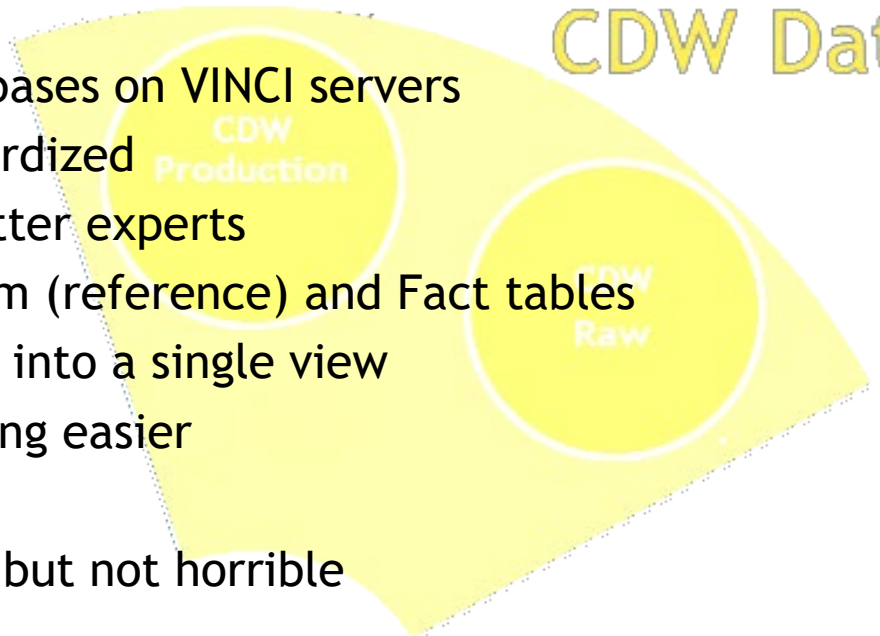 CDW Dat
bases on VINCI servers
CDW
Production
rdized
tter experts
m (reference) and Fact tables
CDW
Raw
into a single view
ng easier
but not horrible